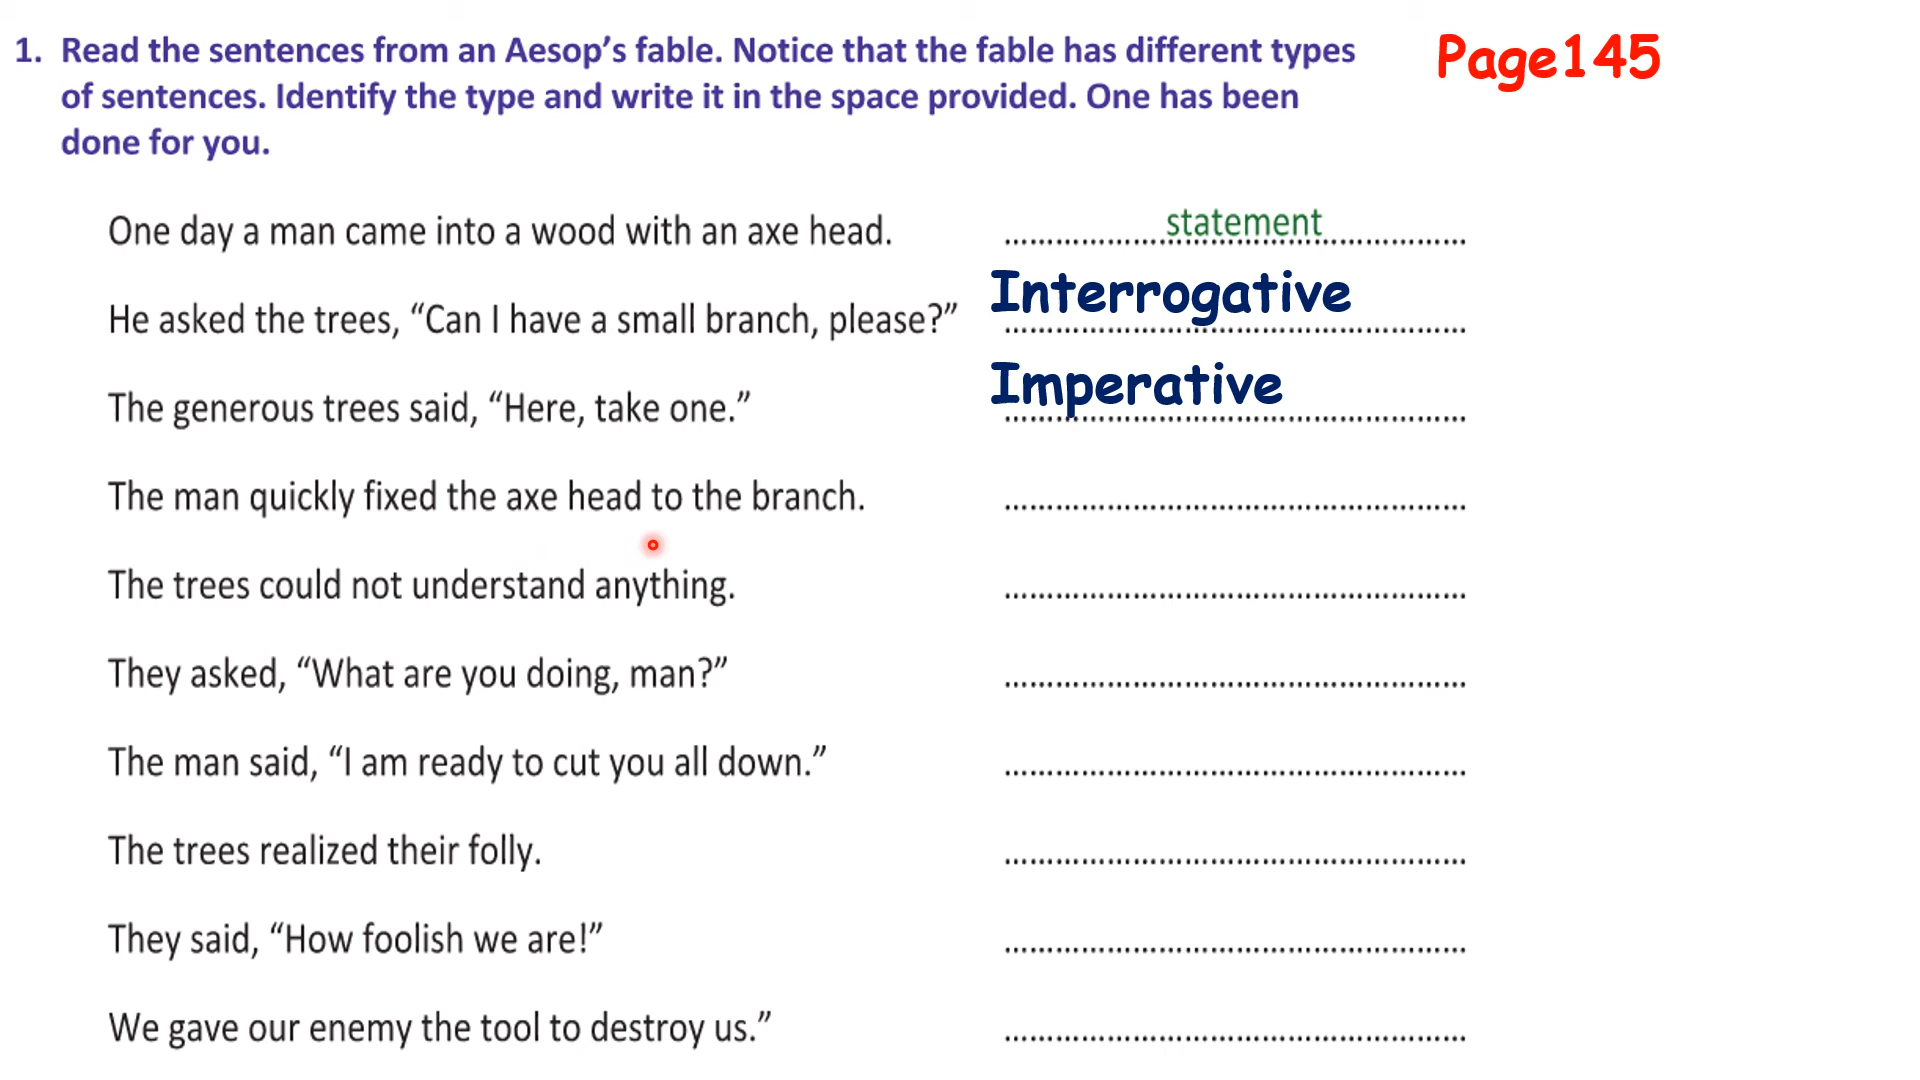 1. Read the sentences from an Aesop’s fable. Notice that the fable has different types
of sentences. Identify the type and write it in the space provided. One has been
done for you.
Page145
One day a man came into a wood with an axe head. statement
He asked the trees, “Can I have a small branch, please?” Interrogative
The generous trees said, “Here, take one.” Imperative
The man quickly fixed the axe head to the branch.
The trees could not understand anything.
They asked, “What are you doing, man?”
The man said, “I am ready to cut you all down.”
The trees realized their folly.
They said, “How foolish we are!”
We gave our enemy the tool to destroy us.”